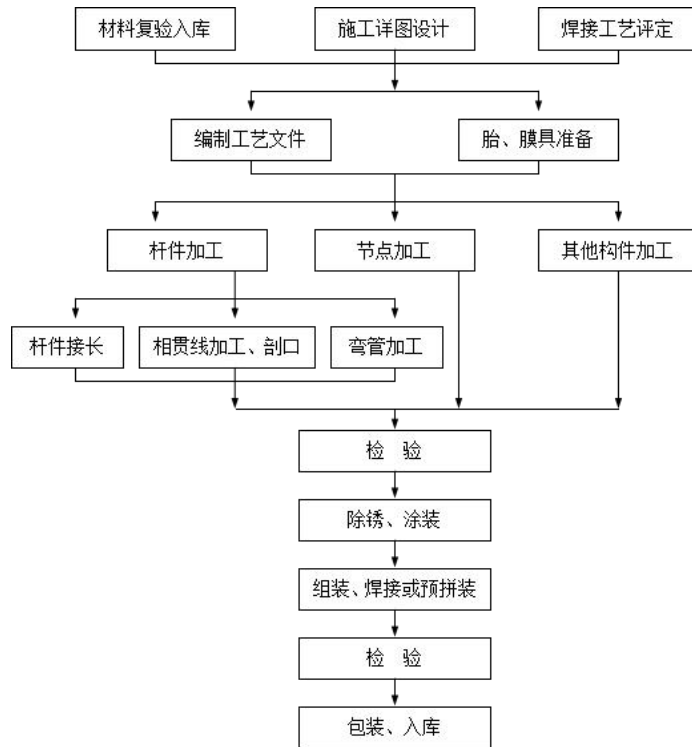 材料复验入库
施工详图设计
焊接工艺评定
编制工艺文件
胎、膜具准备
杆件加工
节点加工
其他构件加工
杆件接长
相贯线加工、剖口
弯管加工
检 验
除锈、涂装
组装、焊接或预拼装
检 验
包装、入库